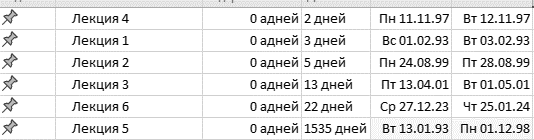 Лекция 4 0 адней 2 дней Пн 11.11.97 Вт 12.11.97
Лекция 1 0 адней 3 дней Вс 01.02.93 Вт 03.02.93
Лекция 2 0 адней 5 дней Пн 24.08.99 Пт 28.08.99
Лекция 3 0 адней 13 дней Пт 13.04.01 Вт 01.05.01
Лекция 6 0 адней 22 дней Ср 27.12.23 Чт 25.01.24
Лекция 5 0 адней 1535 дней Вт 13.01.93 Пн 01.12.98